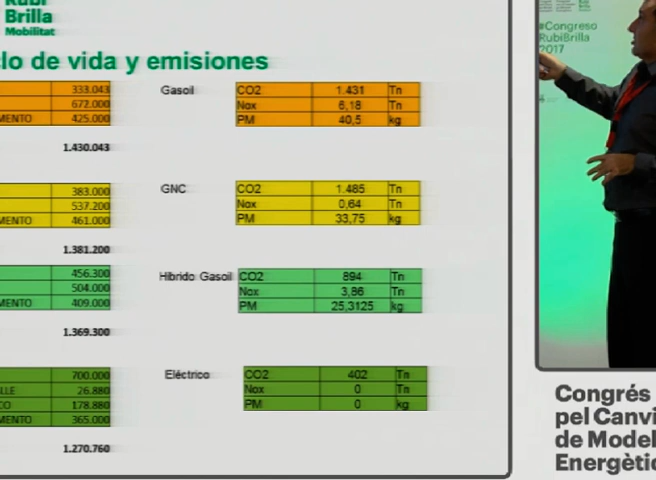 Rubi
Brilla
Mobilitat
clo de vida y emisiones
333.043
672.000
MENTO 425.000
1.430.043
Gasoil
CO2 1.431 Tn
Nox 6,18 Tn
PM 40,5 kg
383.000
537.200
MENTO 461.000
1.381.200
GNC
CO2 1.485 Tn
Nox 0,64 Tn
PM 33,75 kg
456.300
504.000
MENTO 409.000
1.369.300
Híbrido Gasoil
CO2 894 Tn
Nox 3,86 Tn
PM 25,3125 kg
700.000
LLE 26.880
CO 178.880
MENTO 365.000
1.270.760
Eléctrico
CO2 402 Tn
Nox 0 Tn
PM 0 kg
#Congreso
RubiBrilla
2017
Congrés
pel Canvi
de Model
Energètic